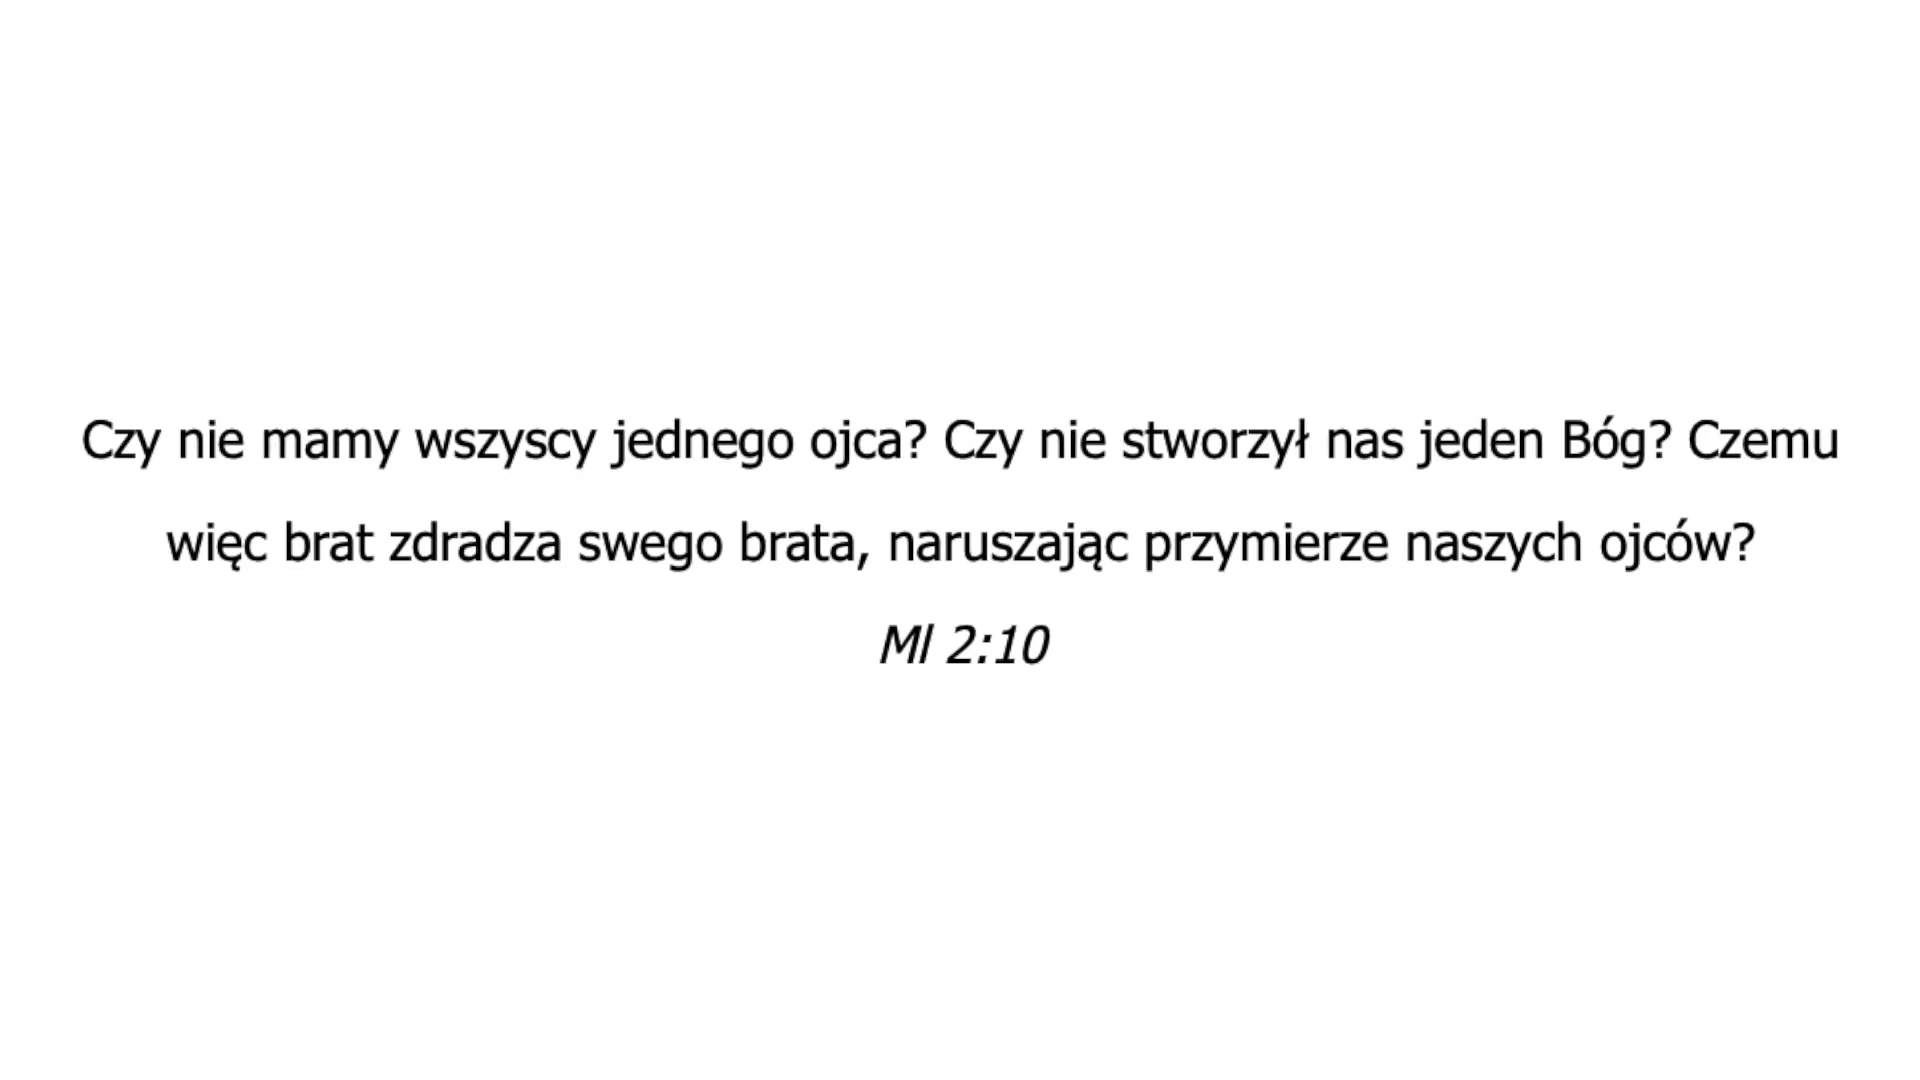 Czy nie mamy wszyscy jednego ojca? Czy nie stworzył nas jeden Bóg? Czemu
więc brat zdradza swego brata, naruszając przymierze naszych ojców?
Ml 2:10